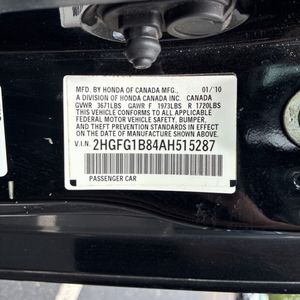 MFD. BY HONDA OF CANADA MFG., 01/10
A DIVISION OF HONDA CANADA INC. CANADA
GVWR 3671LBS GAWR F 1973LBS R 1720LBS
THIS VEHICLE CONFORMS TO ALL APPLICABLE
FEDERAL MOTOR VEHICLE SAFETY, BUMPER,
AND THEFT PREVENTION STANDARDS IN EFFECT
ON THE DATE OF MANUFACTURE SHOWN ABOVE.
V.I.N. 2HGFG1B84AH515287
PASSENGER CAR